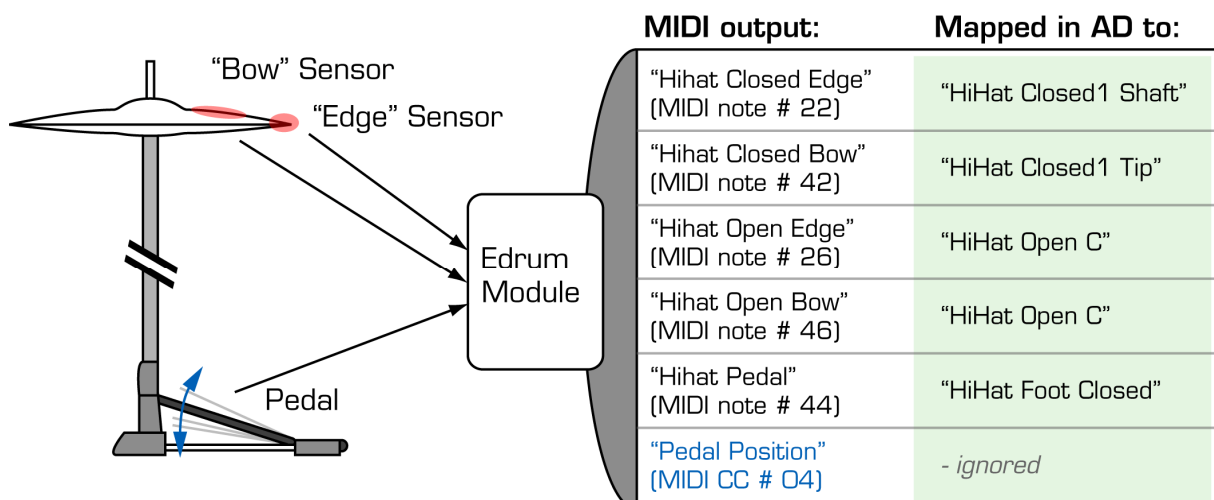 MIDI output:
Mapped in AD to:
“Bow” Sensor
“Edge” Sensor
Edrum
Module
Pedal
“Hihat Closed Edge”
(MIDI note # 22)
“HiHat Closed1 Shaft”
“Hihat Closed Bow”
(MIDI note # 42)
“HiHat Closed1 Tip”
“Hihat Open Edge”
(MIDI note # 26)
“HiHat Open C”
“Hihat Open Bow”
(MIDI note # 46)
“HiHat Open C”
“Hihat Pedal”
(MIDI note # 44)
“HiHat Foot Closed”
“Pedal Position”
(MIDI CC # 04)
- ignored